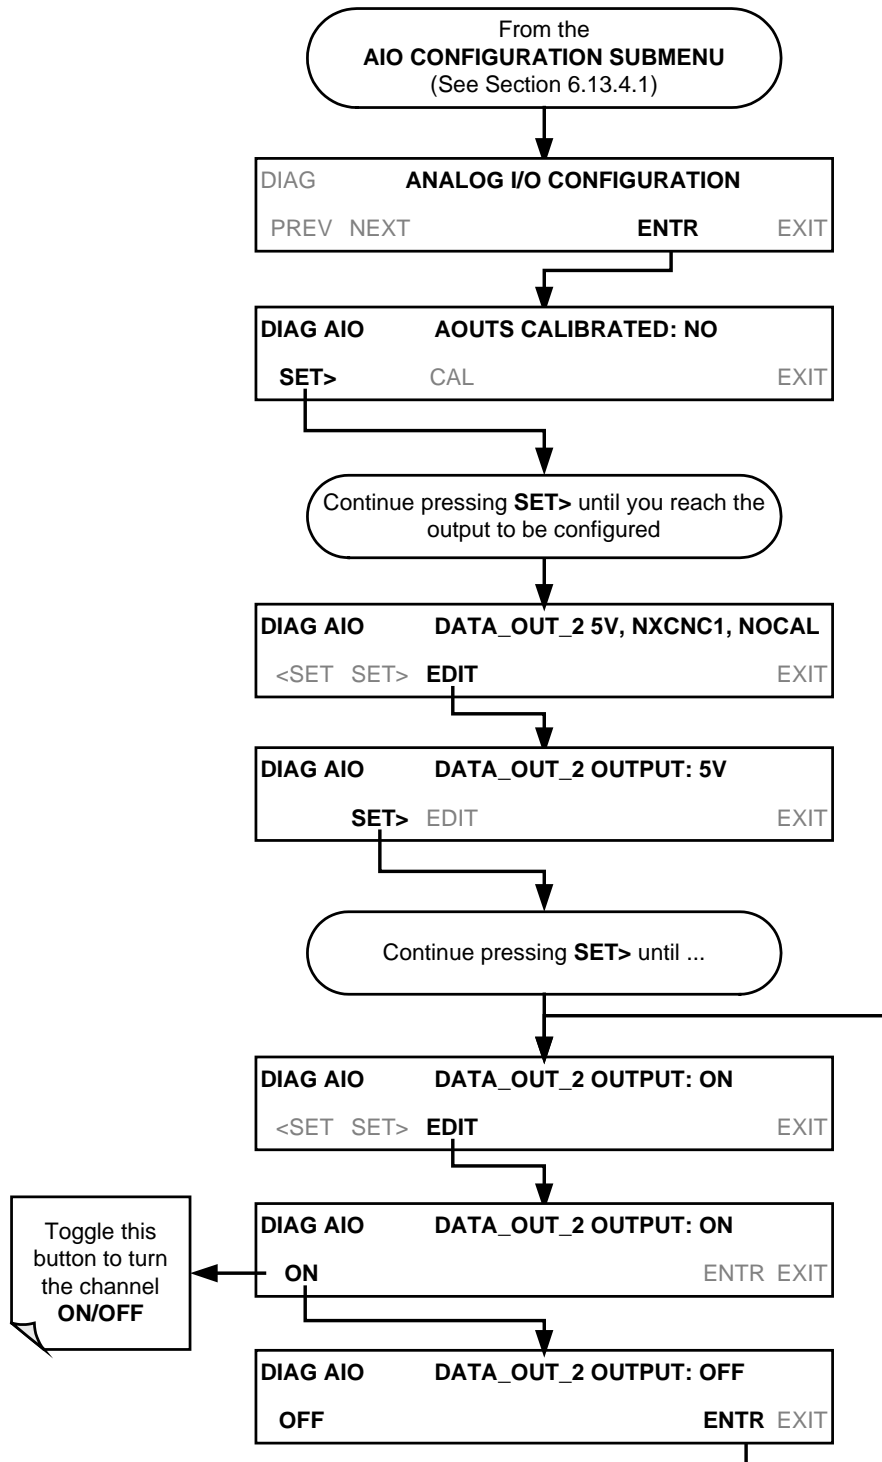 From the
AIO CONFIGURATION SUBMENU
(See Section 6.13.4.1)
DIAG ANALOG I/O CONFIGURATION
PREV NEXT ENTR EXIT
DIAG AIO AOUTS CALIBRATED: NO
SET> CAL EXIT
Continue pressing SET> until you reach the
output to be configured
DIAG AIO DATA_OUT_2 5V, NXCNC1, NOCAL
<SET SET> EDIT EXIT
DIAG AIO DATA_OUT_2 OUTPUT: 5V
SET> EDIT EXIT
Continue pressing SET> until ...
DIAG AIO DATA_OUT_2 OUTPUT: ON
<SET SET> EDIT EXIT
Toggle this
button to turn
the channel
ON/OFF
DIAG AIO DATA_OUT_2 OUTPUT: ON
ON ENTR EXIT
DIAG AIO DATA_OUT_2 OUTPUT: OFF
OFF ENTR EXIT